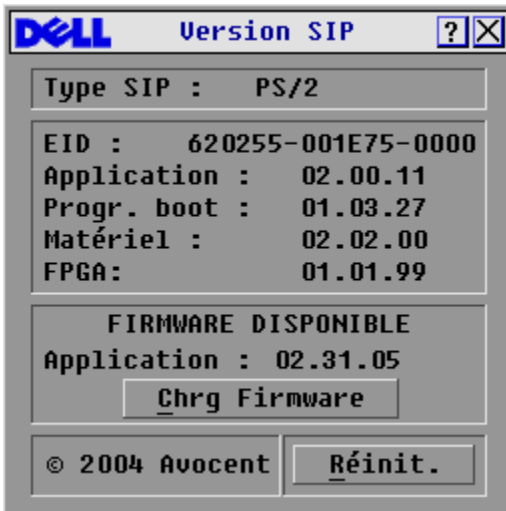 DELL Version SIP ? X
Type SIP : PS/2
EID : 620255-001E75-0000
Application : 02.00.11
Progr. boot : 01.03.27
Matériel : 02.02.00
FPGA: 01.01.99
FIRMWARE DISPONIBLE
Application : 02.31.05
Chrg Firmware
© 2004 Avocent Réinit.